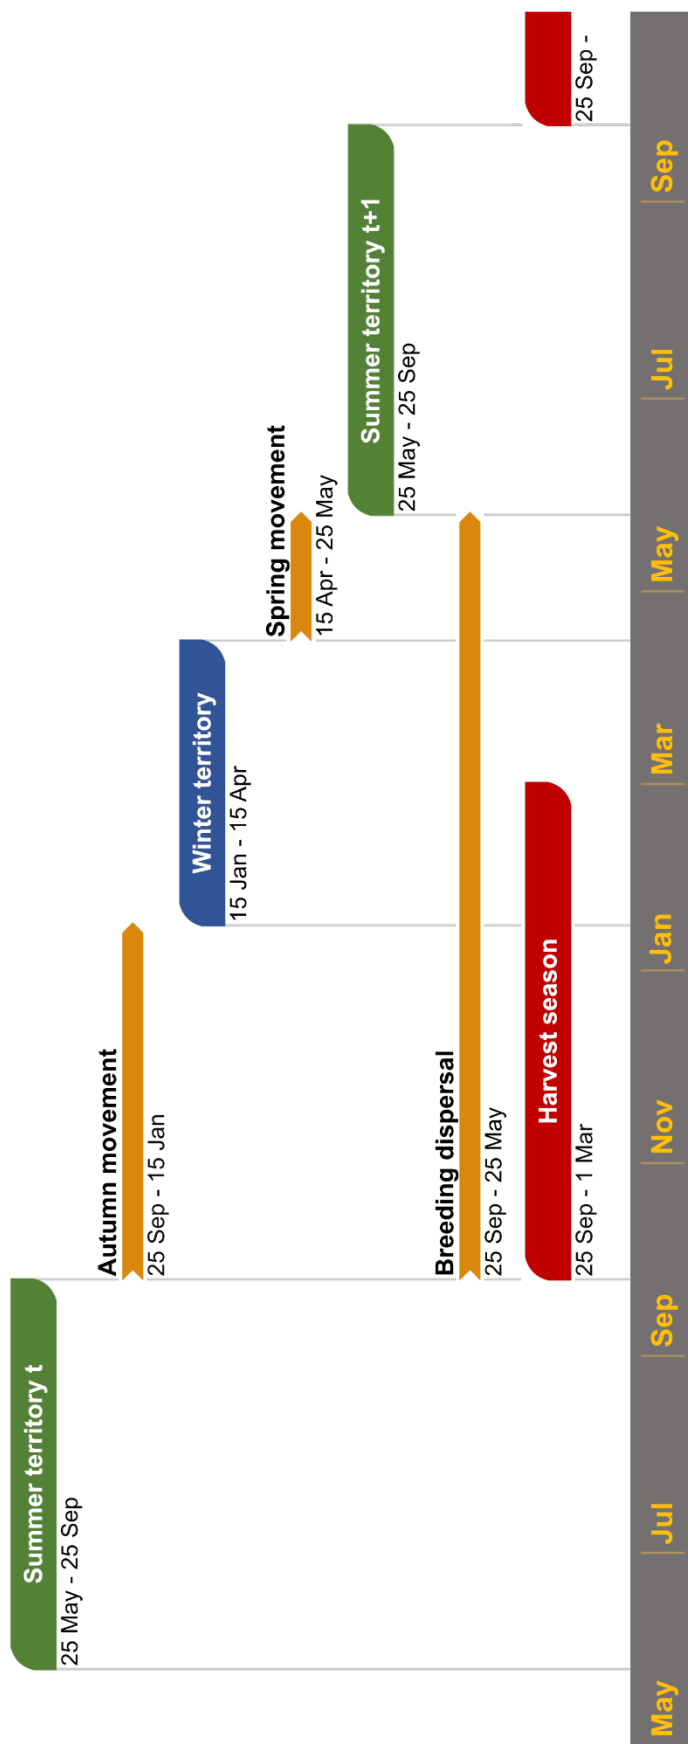 Summer territory t
25 May - 25 Sep
Autumn movement
25 Sep - 15 Jan
Winter territory
15 Jan - 15 Apr
Spring movement
15 Apr - 25 May
Summer territory t+1
25 May - 25 Sep
Breeding dispersal
25 Sep - 25 May
Harvest season
25 Sep - 1 Mar
25 Sep -
May
Jul
Sep
Nov
Jan
Mar
May
Jul
Sep